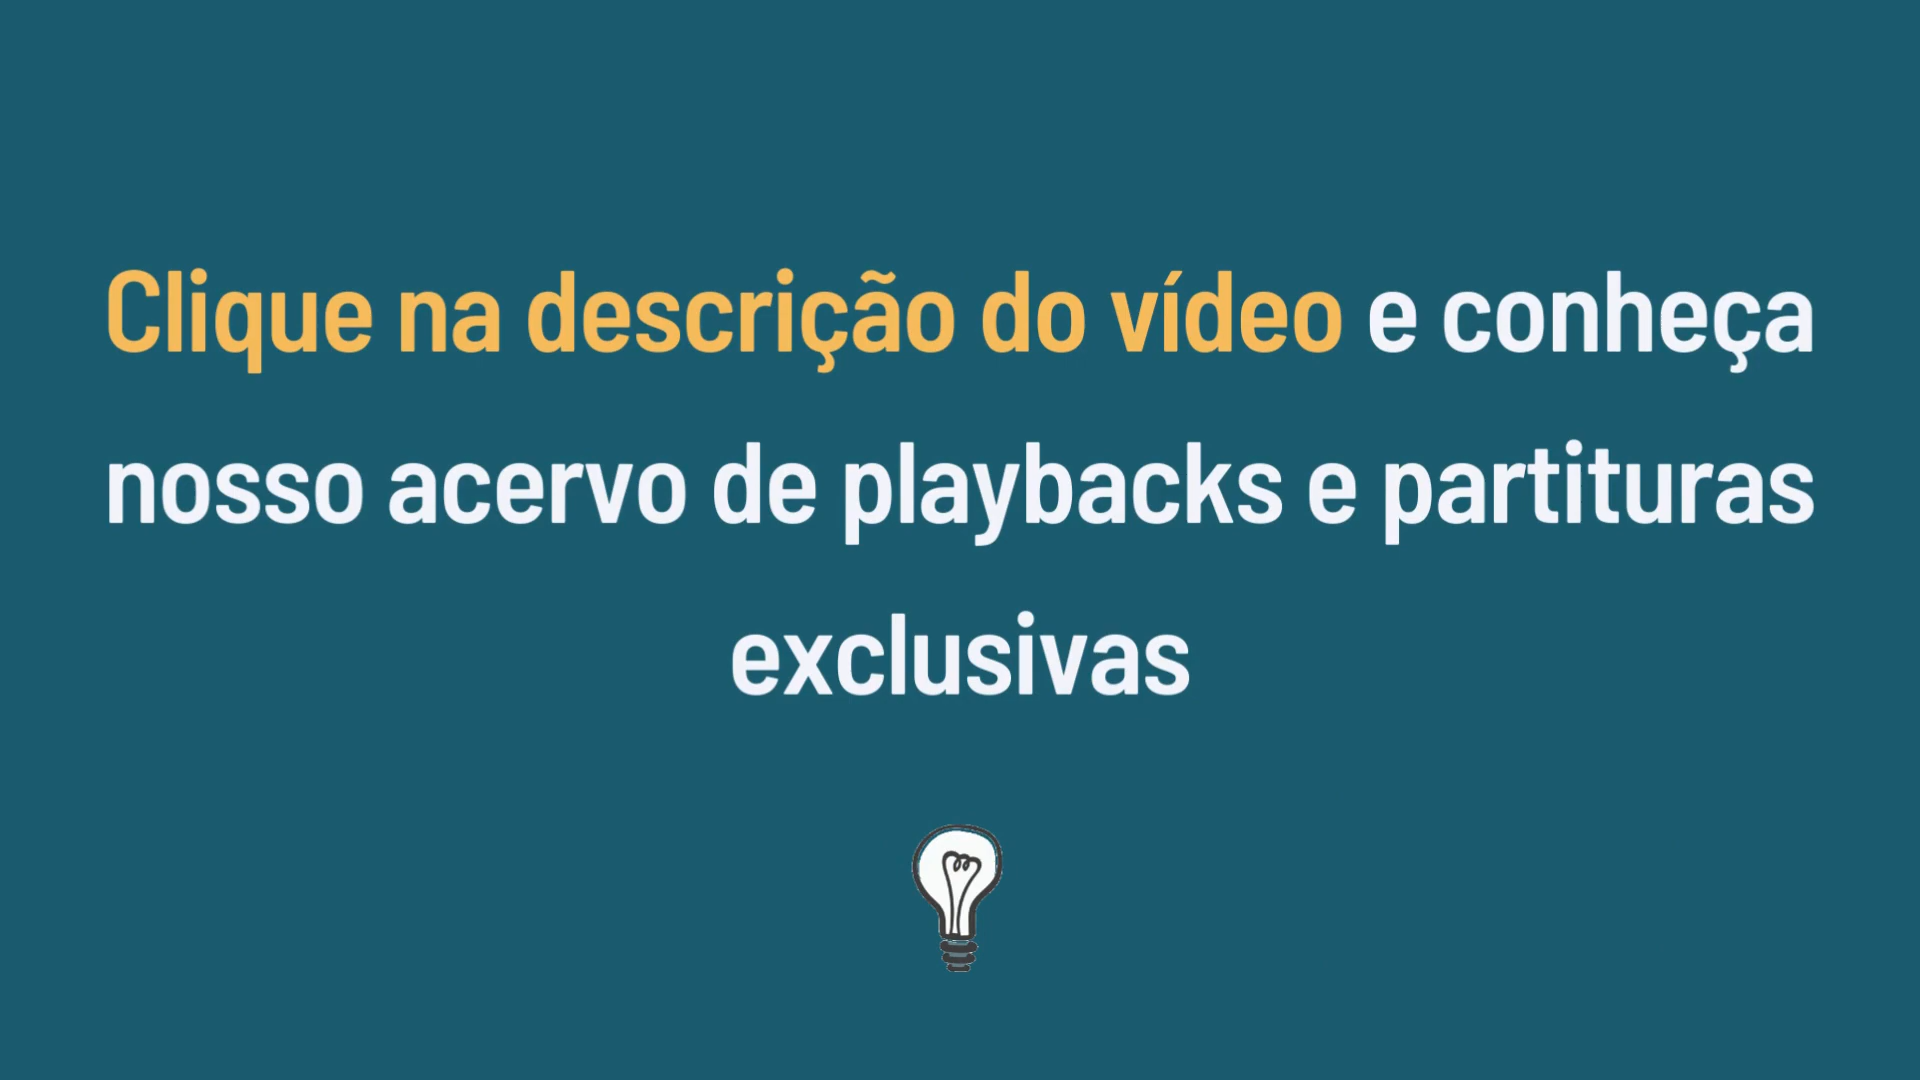 Clique na descrição do vídeo e conheça
nosso acervo de playbacks e partituras
exclusivas